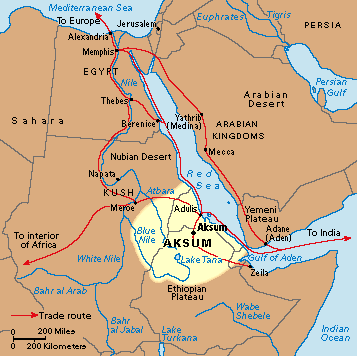 Mediterranean Sea
To Europe
Alexandria
Jerusalem
Euphrates
Tigris
PERSIA
Memphis
EGYPT
Nile
Persian
Gulf
Thebes
Arabian
Desert
Sahara
Berenice
Yathrib
(Medina)
ARABIAN
KINGDOMS
Mecca
Nubian Desert
Red
Sea
Napata
KUSH
Atbara
Meroe
Adulis
Aksum
Yemeni
Plateau
Adane
(Aden)
To India
To interior
of Africa
Blue
Nile
AKSUM
White Nile
Lake Tana
Gulf of Aden
Zeila
Bahr al Arab
Ethiopian
Plateau
Trade route
0 200 Miles
0 200 Kilometers
Bahr
al Jabal
Lake
Turkana
Wabe
Shebele
Indian
Ocean